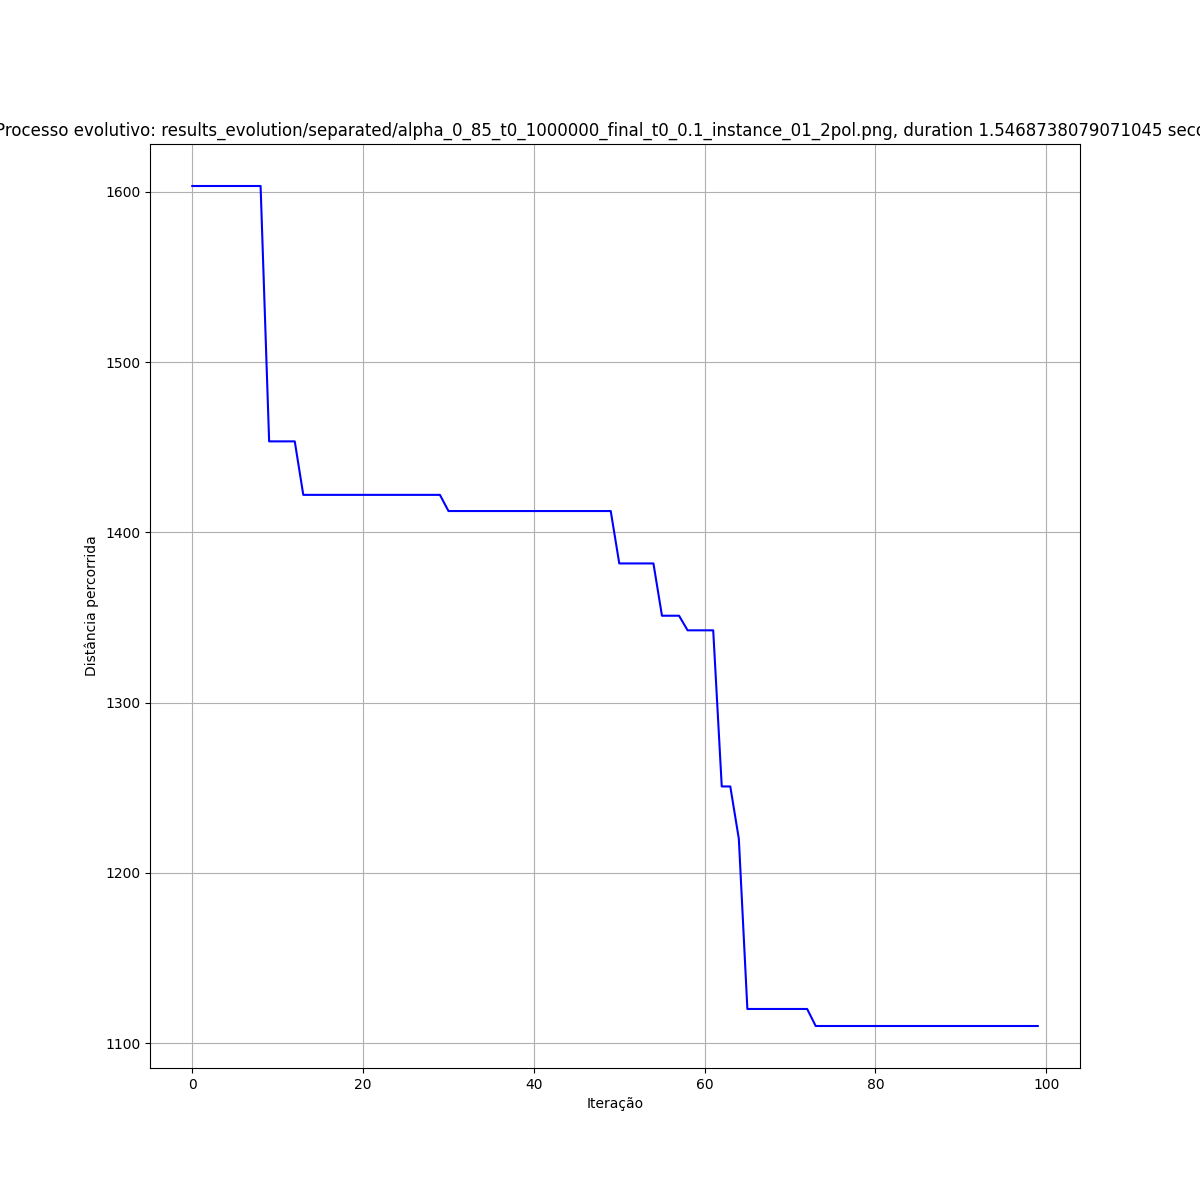 Processo evolutivo: results_evolution/separated/alpha_0_85_t0_1000000_final_t0_0.1_instance_01_2pol.png, duration 1.5468738079071045 seco
1600
1500
1400
1300
1200
1100
Distância percorrida
0 20 40 60 80 100
Iteração